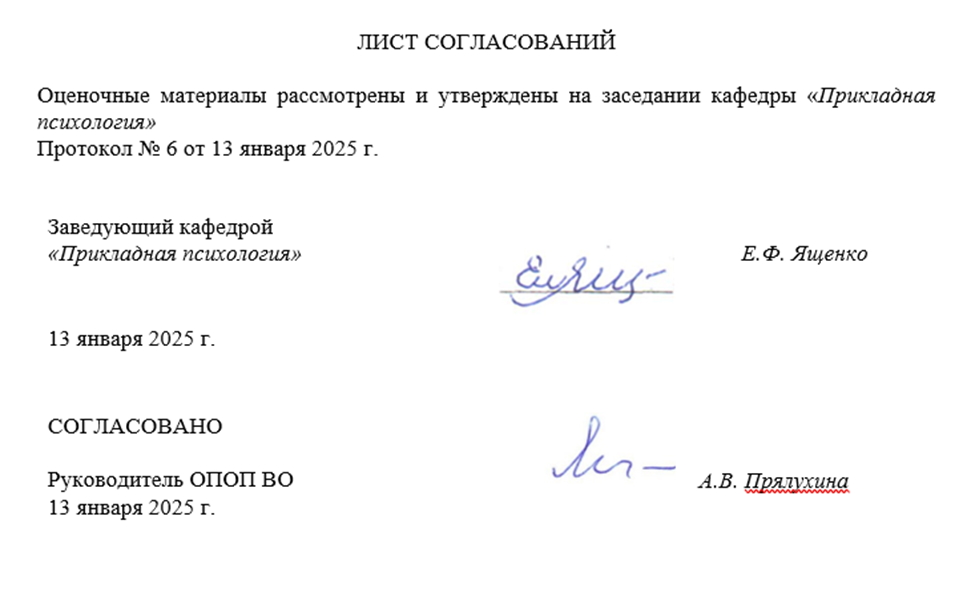 ЛИСТ СОГЛАСОВАНИЙ
Оценочные материалы рассмотрены и утверждены на заседании кафедры «Прикладная
психология»
Протокол № 6 от 13 января 2025 г.
Заведующий кафедрой
«Прикладная психология»
Е.Ф. Ященко
13 января 2025 г.
СОГЛАСОВАНО
Руководитель ОПОП ВО
А.В. Прялухина
13 января 2025 г.